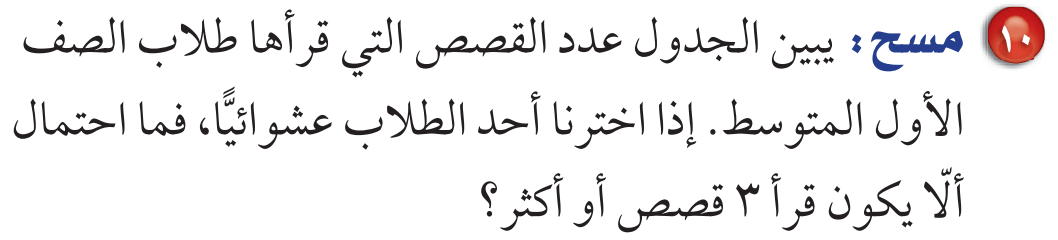 ١٠ مسح: يبين الجدول عدد القصص التي قرأها طلاب الصف
الأول المتوسط. إذا اخترنا أحد الطلاب عشوائيًّا، فما احتمال
ألّا يكون قرأ ٣ قصص أو أكثر؟